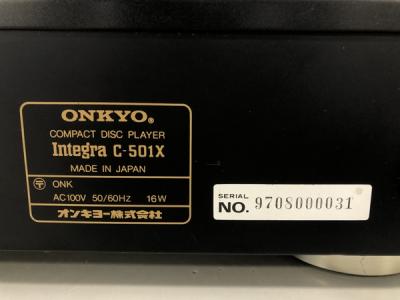 ONKYO®
COMPACT DISC PLAYER
Integra C-501X
MADE IN JAPAN
〒 ONK
AC100V 50/60HZ 16W
オンキヨー株式会社
SERIAL
NO. 9708000031